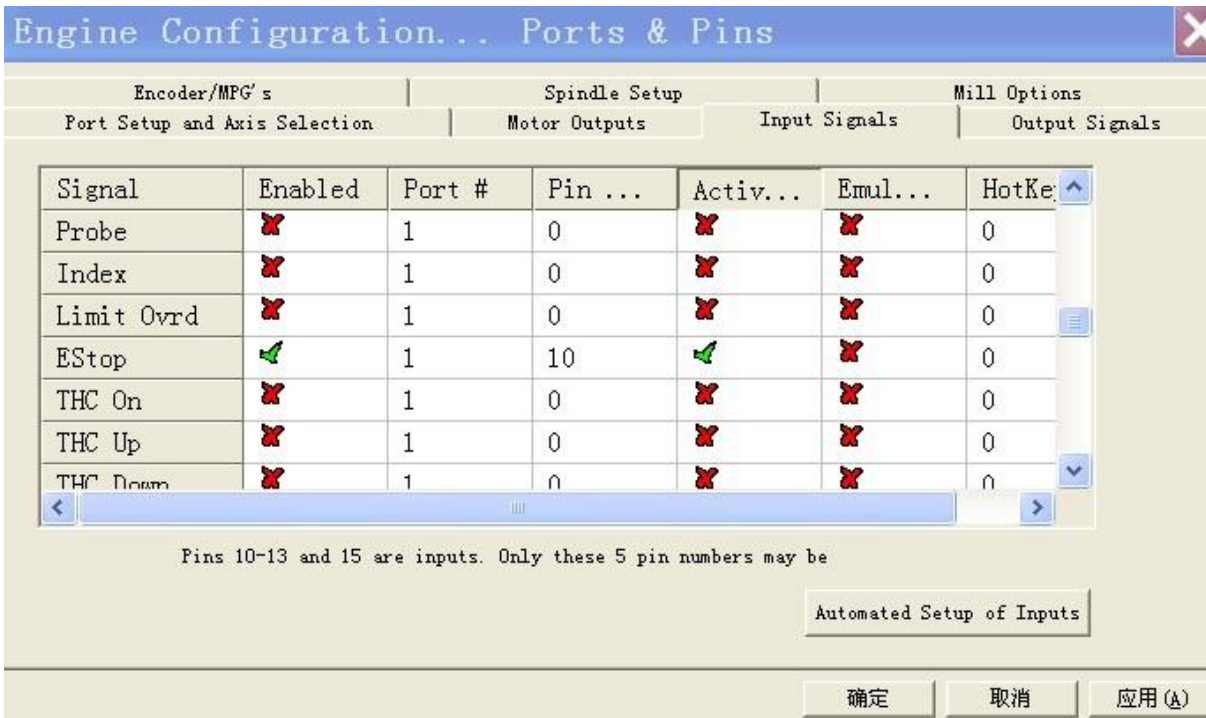 Engine Configuration... Ports & Pins
Encoder/MPG's Spindle Setup Mill Options
Port Setup and Axis Selection Motor Outputs Input Signals Output Signals
Signal Enabled Port # Pin ... Activ... Emul... HotKe
Probe 1 0 0
Index 1 0 0
Limit Ovrd 1 0 0
EStop 1 10 0
THC On 1 0 0
THC Up 1 0 0
THC Down 1 0 0
Pins 10-13 and 15 are inputs. Only these 5 pin numbers may be
Automated Setup of Inputs
确定 取消 应用(A)